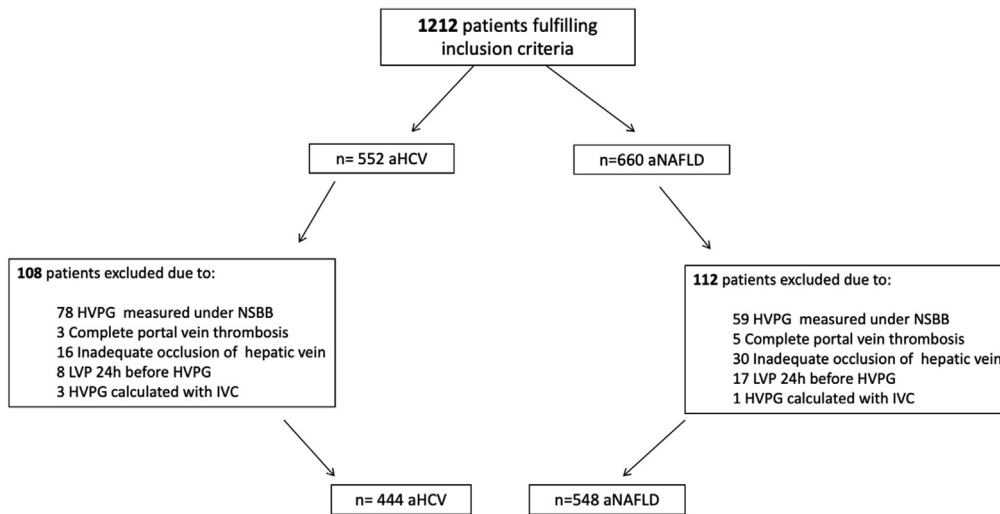 1212 patients fulfilling
inclusion criteria
n= 552 aHCV
n=660 aNAFLD
108 patients excluded due to:
78 HVPG measured under NSBB
3 Complete portal vein thrombosis
16 Inadequate occlusion of hepatic vein
8 LVP 24h before HVPG
3 HVPG calculated with IVC
112 patients excluded due to:
59 HVPG measured under NSBB
5 Complete portal vein thrombosis
30 Inadequate occlusion of hepatic vein
17 LVP 24h before HVPG
1 HVPG calculated with IVC
n= 444 aHCV
n=548 aNAFLD